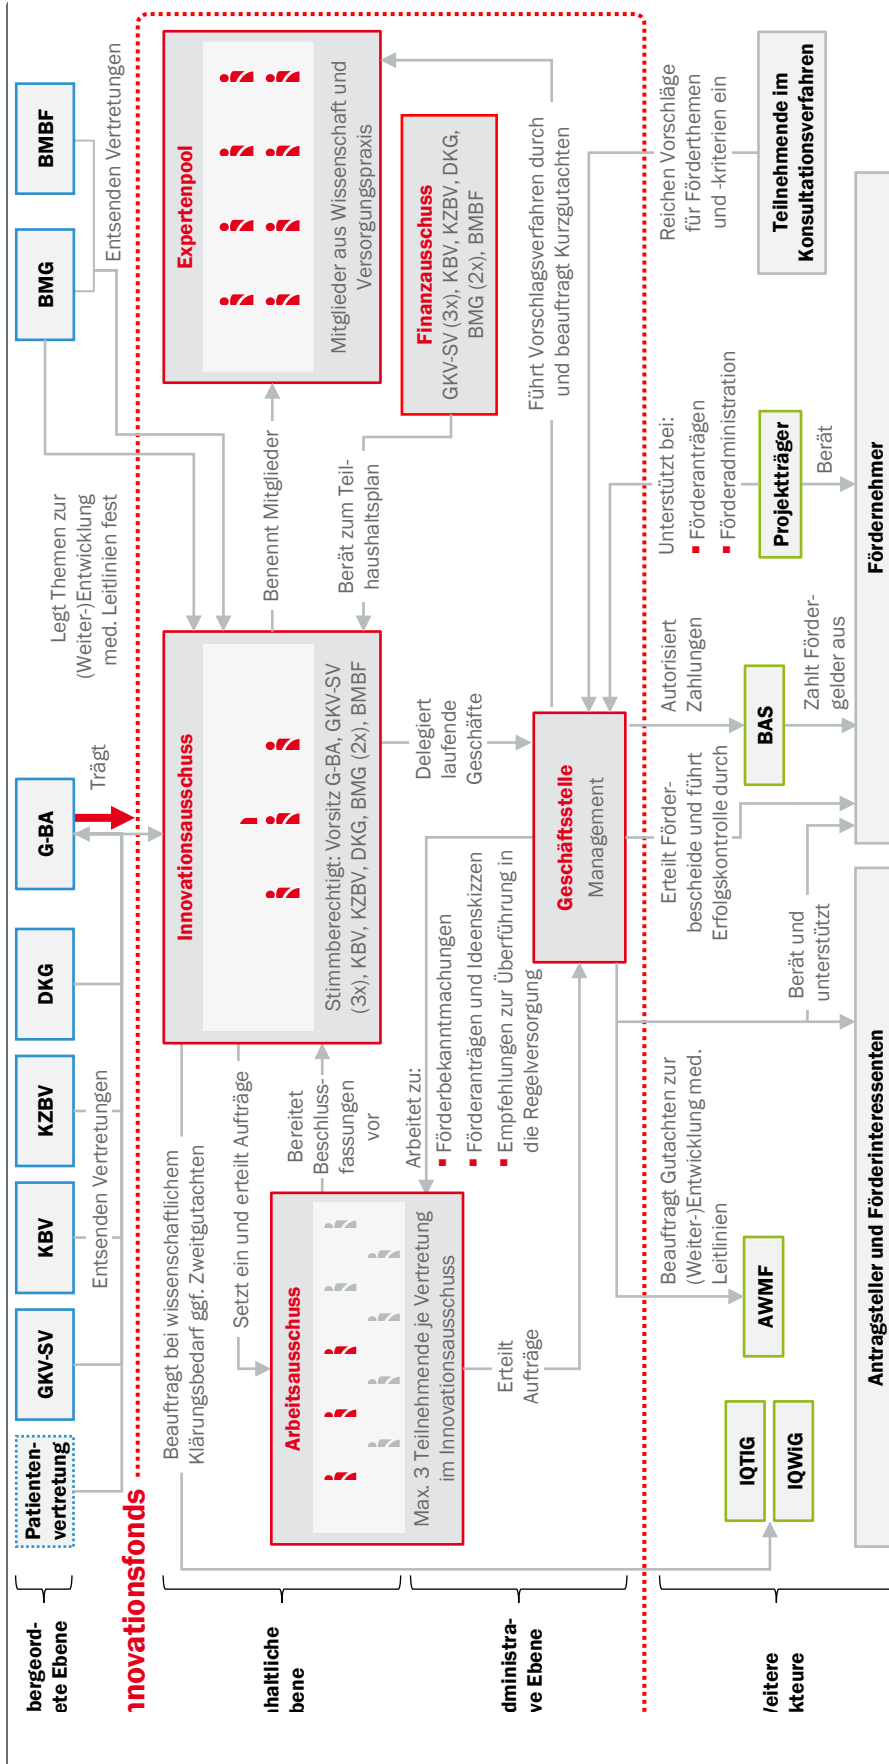 bergeord-
ete Ebene
Patienten-
vertretung
GKV-SV
KBV
KZBV
DKG
G-BA
BMG
BMBF
Entsenden Vertretungen
Trägt
Legt Themen zur
(Weiter-)Entwicklung
med. Leitlinien fest
Entsenden Vertretungen
nnovationsfonds
haltliche
bene
Beauftragt bei wissenschaftlichem
Klärungsbedarf ggf. Zweitgutachten
Setzt ein und erteilt Aufträge
Bereitet
Beschluss-
fassungen
vor
Innovationsausschuss
Stimmberechtigt: Vorsitz G-BA, GKV-SV
(3x), KBV, KZBV, DKG, BMG (2x), BMBF
Benennt Mitglieder
Berät zum Teil-
haushaltsplan
Expertenpool
Mitglieder aus Wissenschaft und
Versorgungspraxis
Finanzausschuss
GKV-SV (3x), KBV, KZBV, DKG,
BMG (2x), BMBF
Arbeitsausschuss
Max. 3 Teilnehmende je Vertretung
im Innovationsausschuss
dministra-
ve Ebene
Erteilt
Aufträge
Arbeitet zu:
Förderbekanntmachungen
Förderanträgen und Ideenskizzen
Empfehlungen zur Überführung in
die Regelversorgung
Delegiert
laufende
Geschäfte
Geschäftsstelle
Management
Führt Vorschlagsverfahren durch
und beauftragt Kurzgutachten
/eitere
kteure
IQTIG
IQWiG
Beauftragt Gutachten zur
(Weiter-)Entwicklung med.
Leitlinien
AWMF
Berät und
unterstützt
Erteilt Förder-
bescheide und führt
Erfolgskontrolle durch
Autorisiert
Zahlungen
BAS
Zahlt Förder-
gelder aus
Unterstützt bei:
Förderanträgen
Förderadministration
Projektträger
Berät
Reichen Vorschläge
für Förderthemen
und -kriterien ein
Teilnehmende im
Konsultationsverfahren
Antragsteller und Förderinteressenten
Fördernehmer